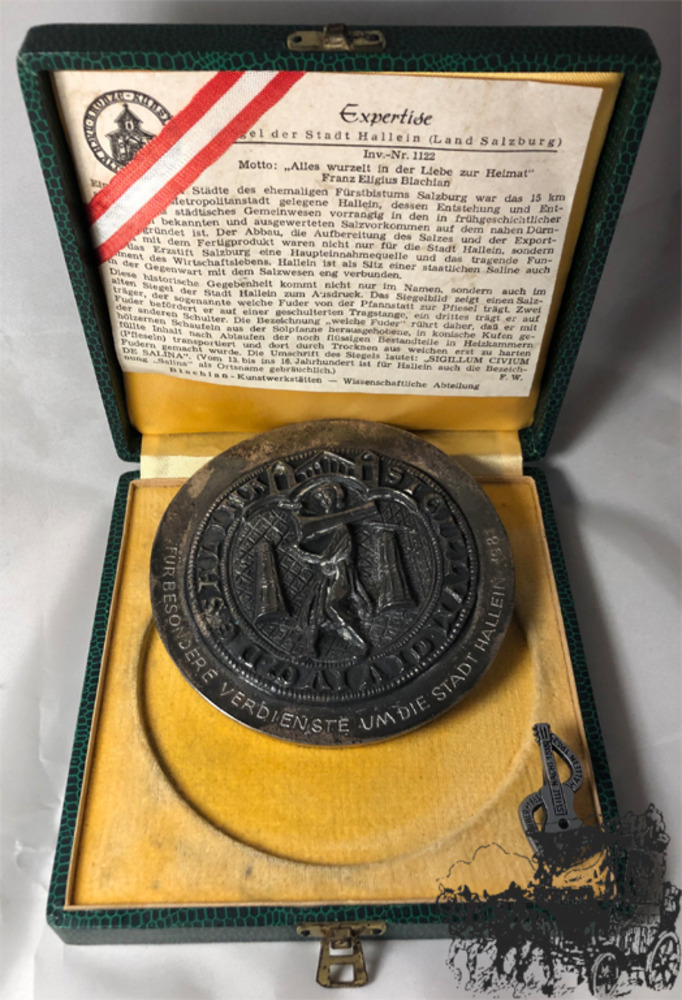 Expertise
gel der Stadt Hallein (Land Salzburg)
Inv.-Nr. 1122
Motto: „Alles wurzelt in der Liebe zur Heimat"
Franz Eligius Blachian
Städte des ehemaligen Fürstbistums Salzburg war das 15 km
etropolitanstadt gelegene Hallein, dessen Entstehung und Ent-
städtisches Gemeinwesen vorrangig in den in frühgeschichtlicher
bekannten und ausgewerteten Salzvorkommen auf dem nahen Dürn-
gründet ist. Der Abbau, die Aufbereitung des Salzes und der Export-
mit dem Fertigprodukt waren nicht nur für die Stadt Hallein, sondern
das Erzstift Salzburg eine Haupteinnahmequelle und das tragende Fun-
ment des Wirtschaftslebens. Hallein ist als Sitz einer staatlichen Saline auch
in der Gegenwart mit dem Salzwesen eng verbunden.
Diese historische Gegebenheit kommt nicht nur im Namen, sondern auch im
alten Siegel der Stadt Hallein zum Ausdruck. Das Siegelbild zeigt einen Salz-
träger, der sogenannte weiche Fuder von der Pfannstatt zur Pfiesel trägt. Zwei
Fuder befördert er auf einer geschulterten Tragstange, ein drittes trägt er auf
der anderen Schulter. Die Bezeichnung „weiche Fuder" rührt daher, daß er mit
hölzernen Schaufeln aus der Solpfanne herausgehobene, in konische Kufen ge-
füllte Inhalt nach Ablaufen der noch flüssigen Bestandteile in Heizkammern
(Pfieseln) transportiert und dort durch Trocknen aus weichen erst zu harten
Fudern gemacht wurde. Die Umschrift des Siegels lautet: „SIGILLUM CIVIUM
DE SALINA". (Vom 13. bis ins 16. Jahrhundert ist für Hallein auch die Bezeich-
nung „Salina" als Ortsname gebräuchlich.)
F. W.
Blachian-Kunstwerkstätten — Wissenschaftliche Abteilung
FÜR BESONDERE VERDIENSTE UM DIE STADT HALLEIN 198